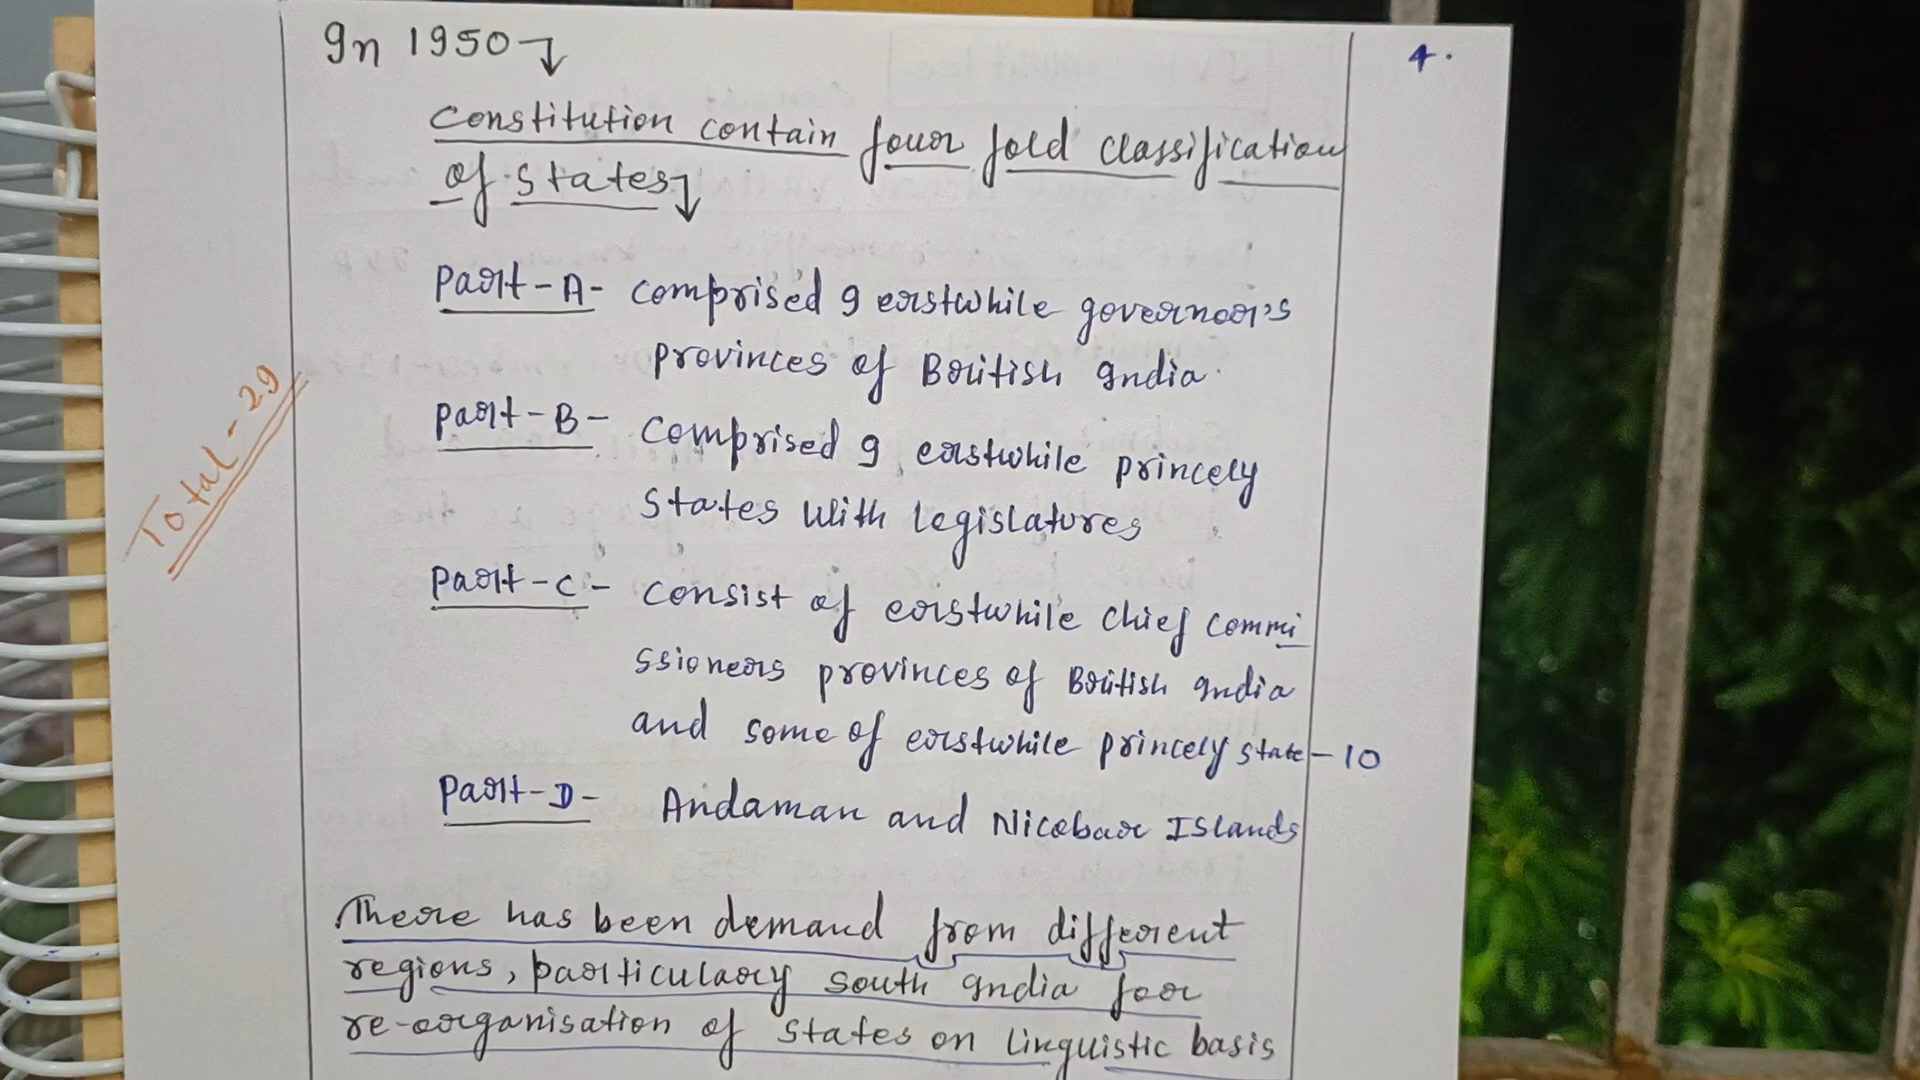 In 1950
4.
Constitution contain four fold classification
of states
Part-A- comprised 9 erstwhile governor's
provinces of British India.
Part-B- Comprised 9 erstwhile princely
States with legislatures
Total-29
Part-C- consist of erstwhile chief commi
ssioners provinces of British India
and some of erstwhile princely state-10
Part-D- Andaman and Nicobar Islands
There has been demand from different
regions, particulary south India for
re-organisation of states on linguistic basis